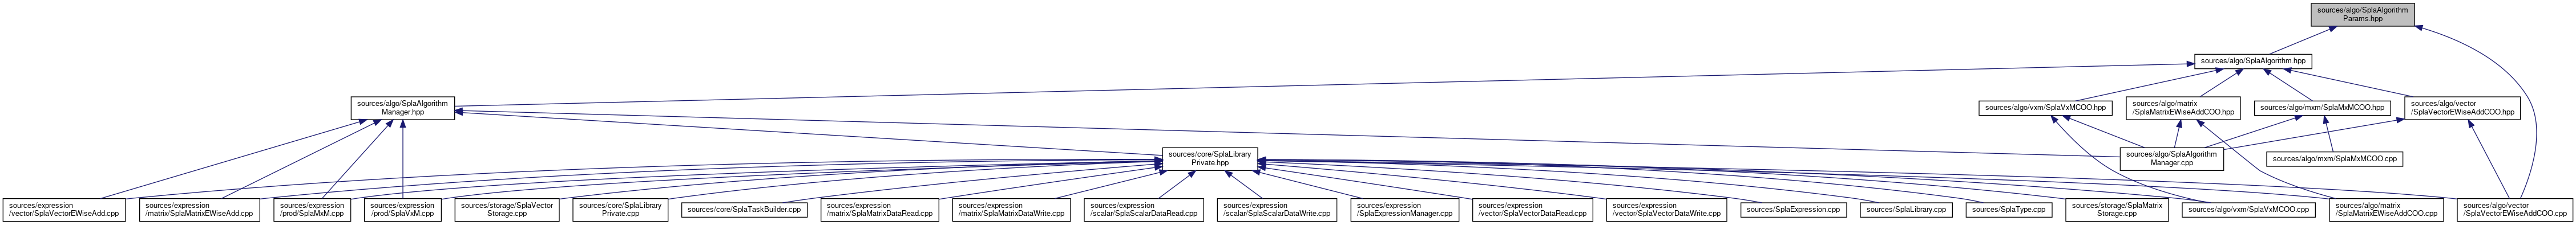 sources/algo/SplaAlgorithm
Params.hpp
sources/algo/SplaAlgorithm.hpp
sources/algo/SplaAlgorithm
Manager.hpp
sources/algo/vxm/SplaVxMCOO.hpp
sources/algo/matrix
/SplaMatrixEWiseAddCOO.hpp
sources/algo/mxm/SplaMxMCOO.hpp
sources/algo/vector
/SplaVectorEWiseAddCOO.hpp
sources/core/SplaLibrary
Private.hpp
sources/algo/SplaAlgorithm
Manager.cpp
sources/algo/mxm/SplaMxMCOO.cpp
sources/expression
/vector/SplaVectorEWiseAdd.cpp
sources/expression
/matrix/SplaMatrixEWiseAdd.cpp
sources/expression
/prod/SplaMxM.cpp
sources/expression
/prod/SplaVxM.cpp
sources/storage/SplaVector
Storage.cpp
sources/core/SplaLibrary
Private.cpp
sources/core/SplaTaskBuilder.cpp
sources/expression
/matrix/SplaMatrixDataRead.cpp
sources/expression
/matrix/SplaMatrixDataWrite.cpp
sources/expression
/scalar/SplaScalarDataRead.cpp
sources/expression
/scalar/SplaScalarDataWrite.cpp
sources/expression
/SplaExpressionManager.cpp
sources/expression
/vector/SplaVectorDataRead.cpp
sources/expression
/vector/SplaVectorDataWrite.cpp
sources/SplaExpression.cpp
sources/SplaLibrary.cpp
sources/SplaType.cpp
sources/storage/SplaMatrix
Storage.cpp
sources/algo/vxm/SplaVxMCOO.cpp
sources/algo/matrix
/SplaMatrixEWiseAddCOO.cpp
sources/algo/vector
/SplaVectorEWiseAddCOO.cpp